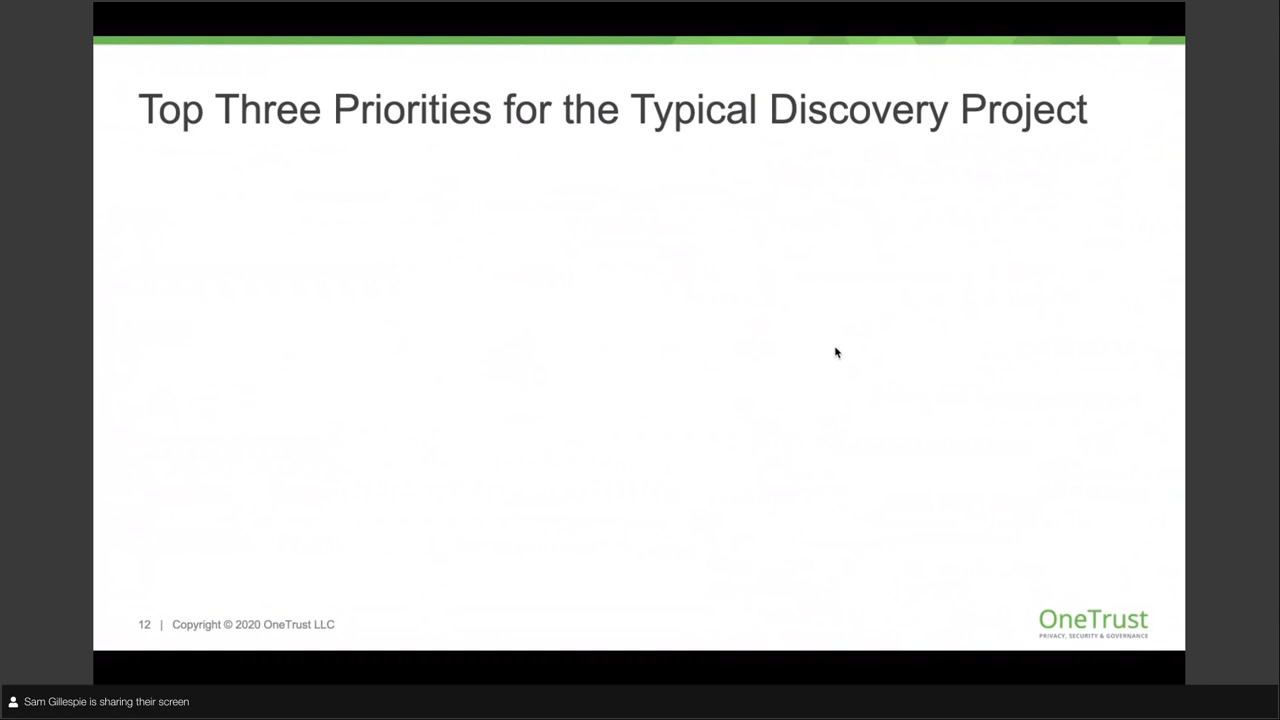 Top Three Priorities for the Typical Discovery Project
12 | Copyright © 2020 OneTrust LLC
OneTrust
PRIVACY, SECURITY & GOVERNANCE
Sam Gillespie is sharing their screen